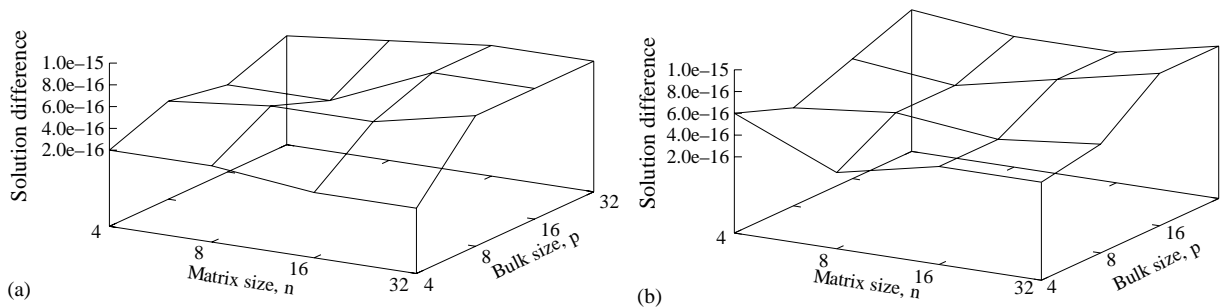 Solution difference
1.0e–15
8.0e–16
6.0e–16
4.0e–16
2.0e–16
4
8
16
32
Matrix size, n
4
8
16
32
Bulk size, p
(a)
Solution difference
1.0e–15
8.0e–16
6.0e–16
4.0e–16
2.0e–16
4
8
16
32
Matrix size, n
4
8
16
Bulk size, p
(b)